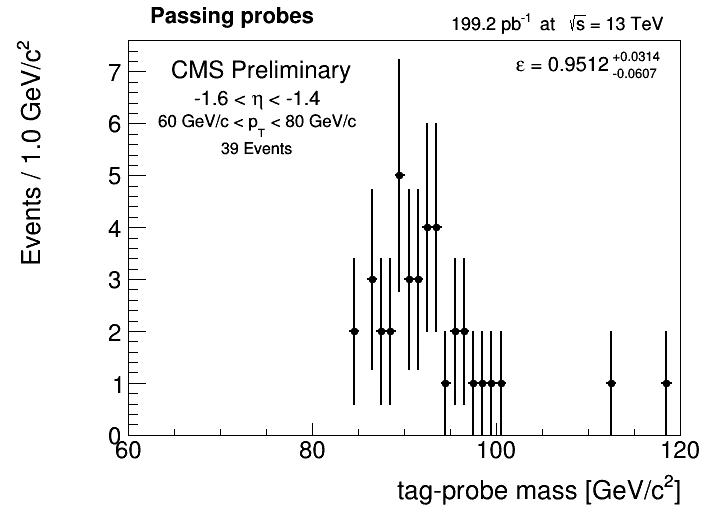 Passing probes
199.2 pb⁻¹ at √s = 13 TeV
CMS Preliminary
-1.6 < η < -1.4
60 GeV/c < p_T < 80 GeV/c
39 Events
ε = 0.9512 +0.0314 -0.0607
Events / 1.0 GeV/c²
7
6
5
4
3
2
1
0
60 80 100 120
tag-probe mass [GeV/c²]